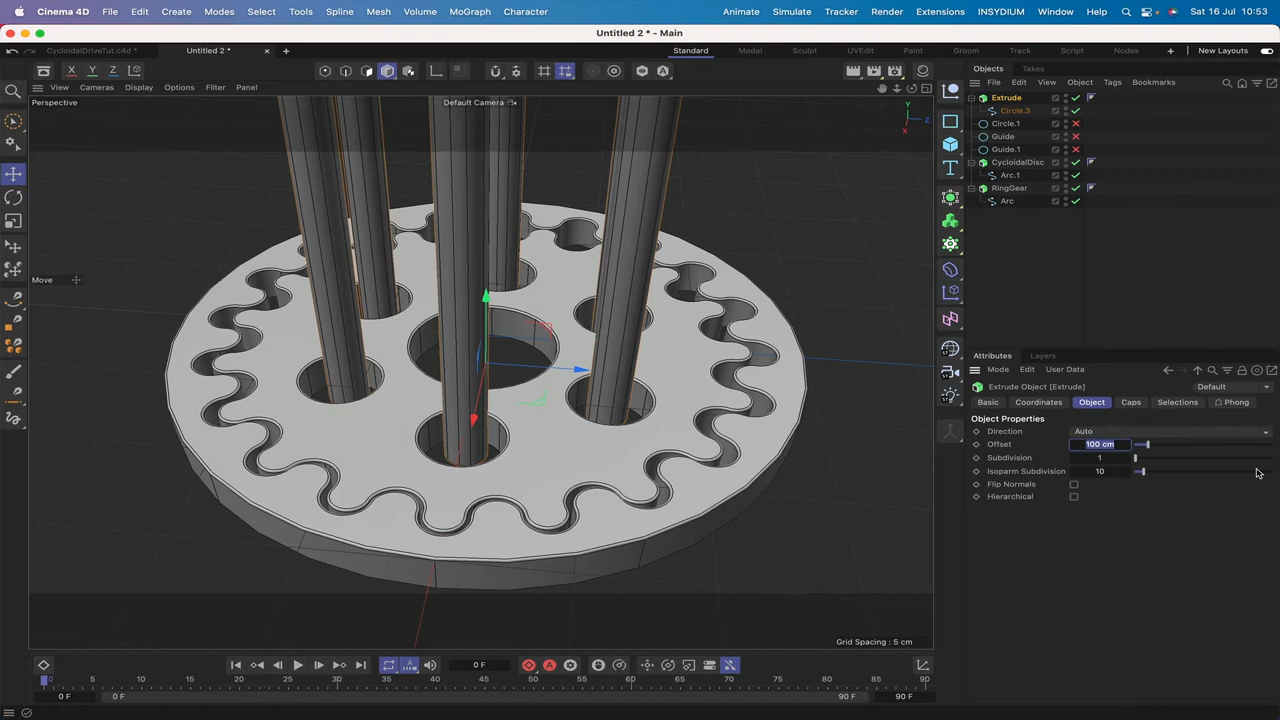 Cinema 4D File Edit Create Modes Select Tools Spline Mesh Volume MoGraph Character Animate Simulate Tracker Render Extensions INSYDIUM Window Help Sat 16 Jul 10:53
Untitled 2 * - Main
CycloidalDriveTut.c4d * Untitled 2 * Standard Model Sculpt UVEdit Paint Groom Track Script Nodes New Layouts
X Y Z
Objects Takes
View Cameras Display Options Filter Panel
File Edit View Object Tags Bookmarks
Perspective
Default Camera
Extrude
Circle.3
Circle.1
Guide
Guide.1
CycloidalDisc
Arc.1
RingGear
Arc
Y
Z
X
Move
Attributes Layers
Mode Edit User Data
Extrude Object [Extrude] Default
Basic Coordinates Object Caps Selections Phong
Object Properties
Direction Auto
Offset 100 cm
Subdivision 1
Isoparm Subdivision 10
Flip Normals
Hierarchical
Grid Spacing : 5 cm
0 F
0 5 10 15 20 25 30 35 40 45 50 55 60 65 70 75 80 85 90
0 F 0 F 90 F 90 F